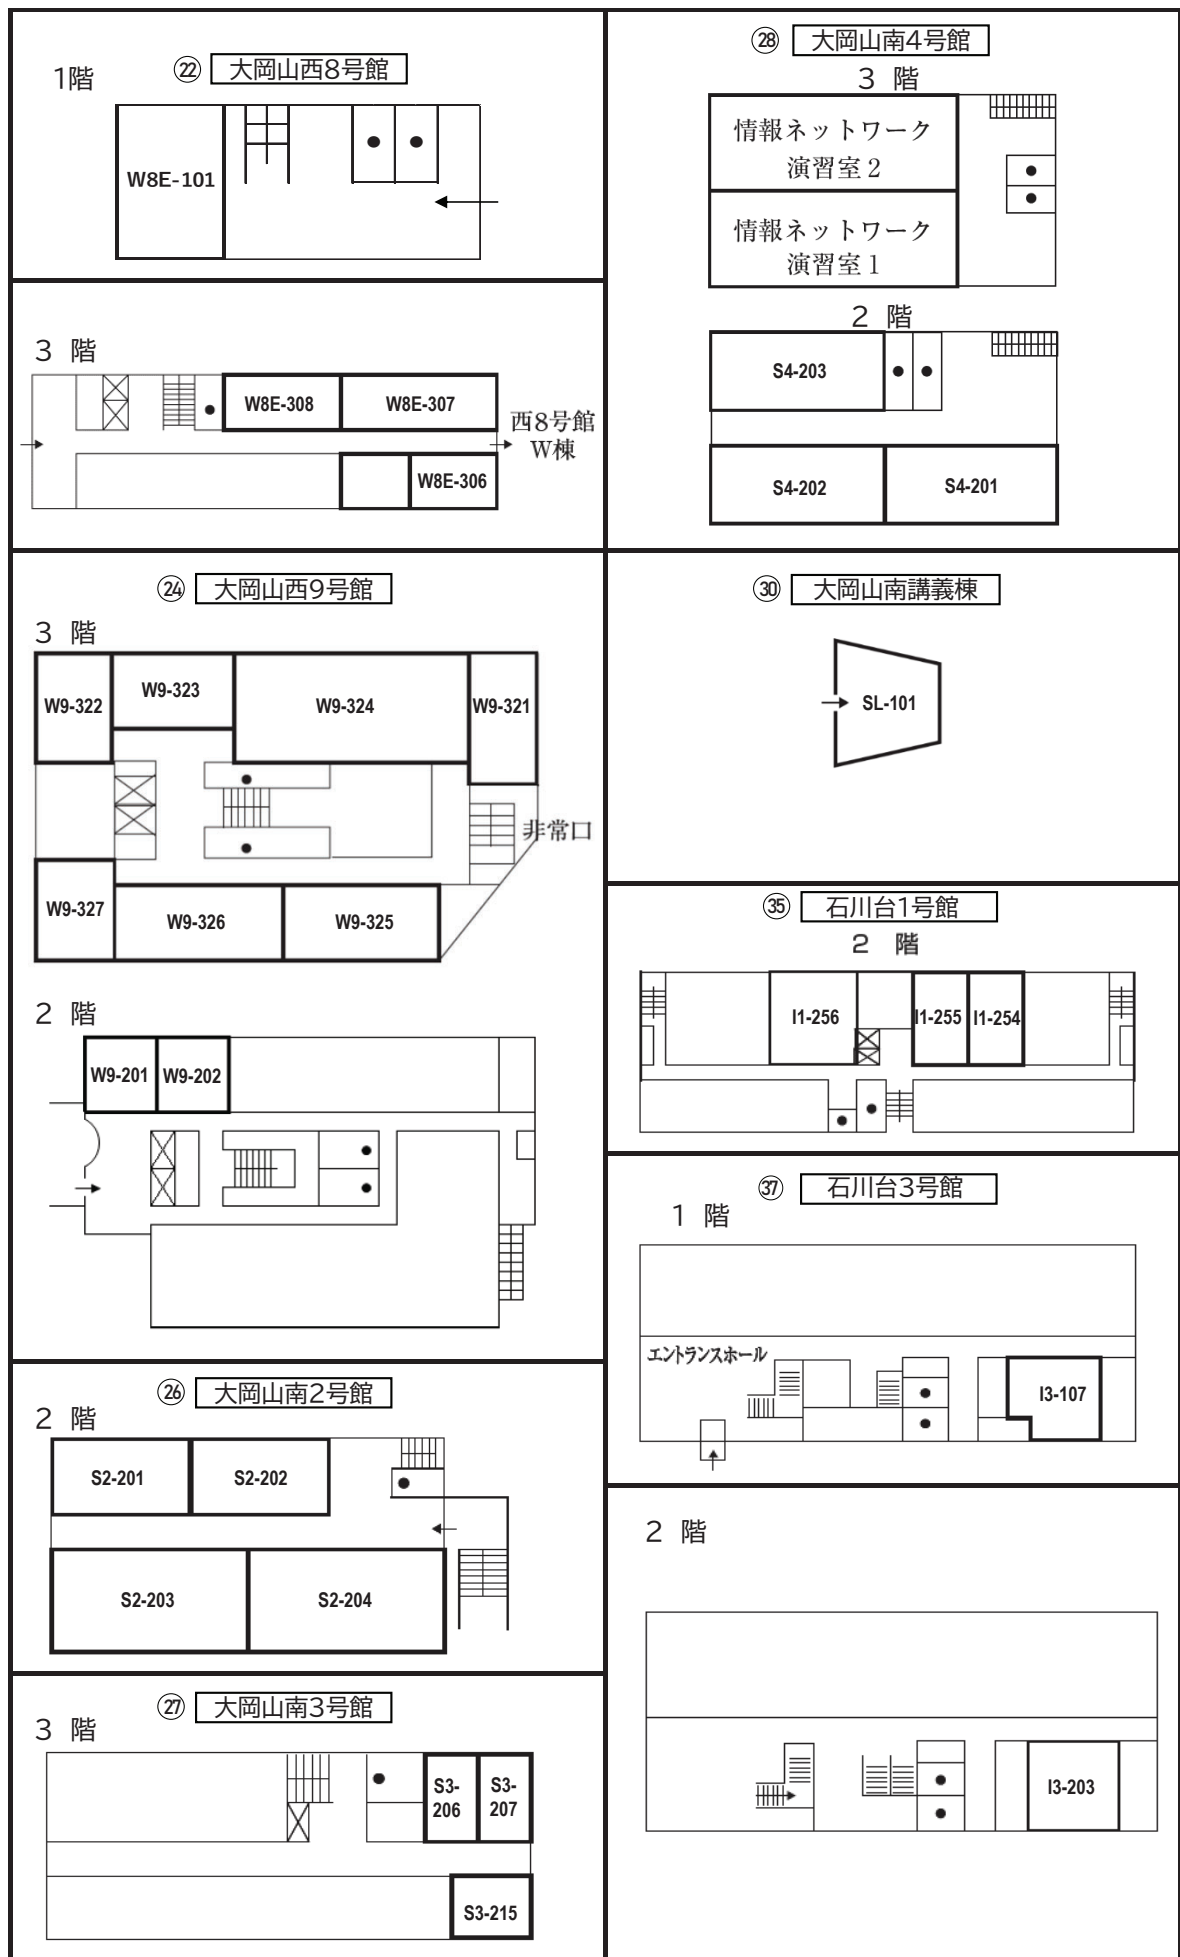 ㉒ 大岡山西8号館
1階
W8E-101
3 階
W8E-308
W8E-307
西8号館
W棟
W8E-306
㉔ 大岡山西9号館
3 階
W9-322
W9-323
W9-324
W9-321
非常口
W9-327
W9-326
W9-325
2 階
W9-201
W9-202
㉖ 大岡山南2号館
2 階
S2-201
S2-202
S2-203
S2-204
㉗ 大岡山南3号館
3 階
S3-
206
S3-
207
S3-215
㉘ 大岡山南4号館
3 階
情報ネットワーク
演習室2
情報ネットワーク
演習室1
2 階
S4-203
S4-202
S4-201
㉚ 大岡山南講義棟
SL-101
㉟ 石川台1号館
2 階
I1-256
I1-255
I1-254
㊲ 石川台3号館
1 階
エントランスホール
I3-107
2 階
I3-203